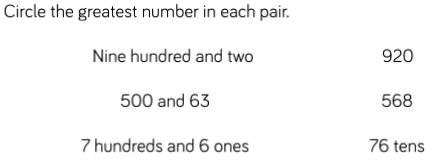 Circle the greatest number in each pair.
Nine hundred and two 920
500 and 63 568
7 hundreds and 6 ones 76 tens